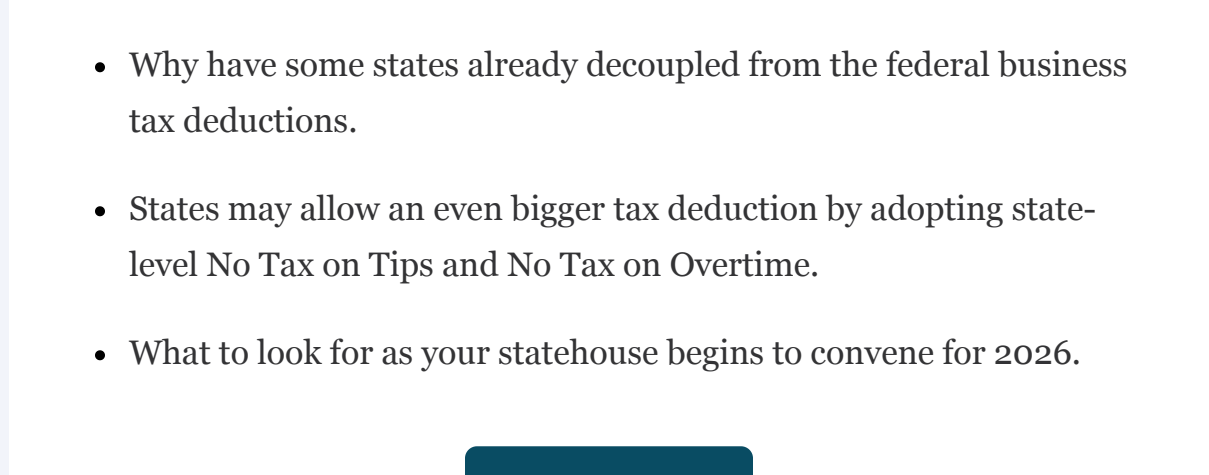 • Why have some states already decoupled from the federal business
tax deductions.
• States may allow an even bigger tax deduction by adopting state-
level No Tax on Tips and No Tax on Overtime.
• What to look for as your statehouse begins to convene for 2026.